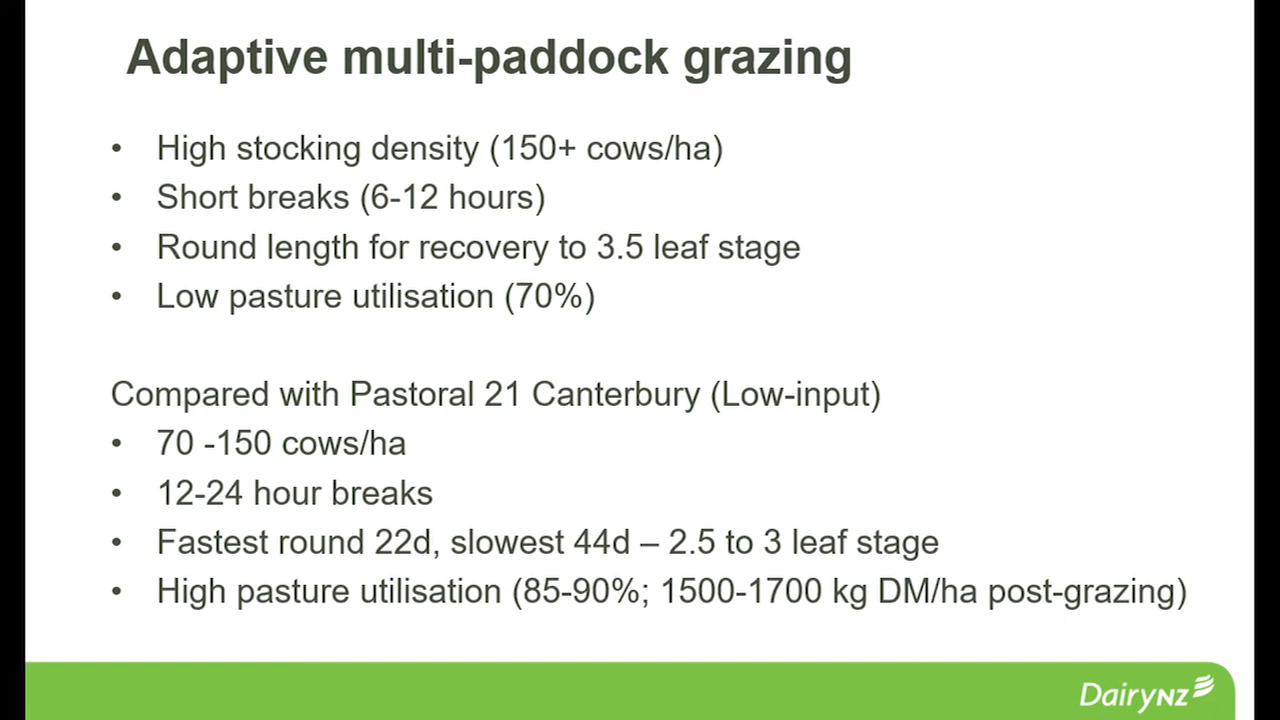 Adaptive multi-paddock grazing
• High stocking density (150+ cows/ha)
• Short breaks (6-12 hours)
• Round length for recovery to 3.5 leaf stage
• Low pasture utilisation (70%)
Compared with Pastoral 21 Canterbury (Low-input)
• 70 -150 cows/ha
• 12-24 hour breaks
• Fastest round 22d, slowest 44d – 2.5 to 3 leaf stage
• High pasture utilisation (85-90%; 1500-1700 kg DM/ha post-grazing)
DairyNZ